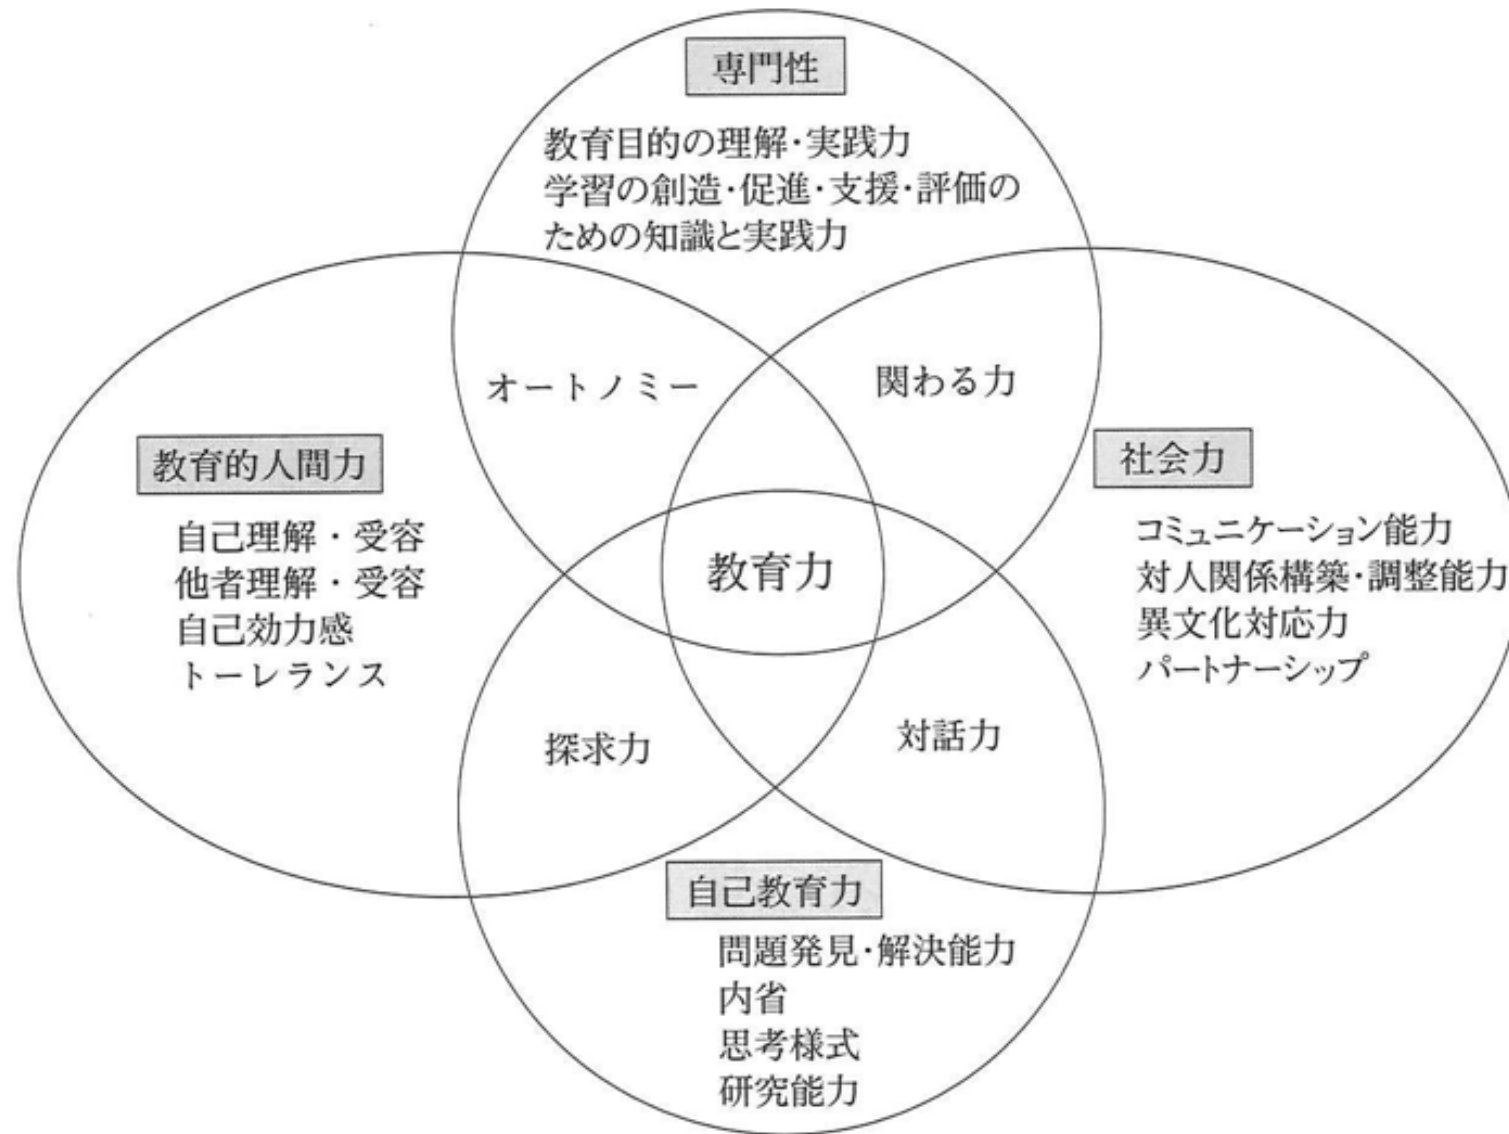 専門性
教育目的の理解・実践力
学習の創造・促進・支援・評価の
ための知識と実践力
オートノミー
関わる力
教育的人間力
自己理解・受容
他者理解・受容
自己効力感
トーレランス
教育力
社会力
コミュニケーション能力
対人関係構築・調整能力
異文化対応力
パートナーシップ
探求力
対話力
自己教育力
問題発見・解決能力
内省
思考様式
研究能力